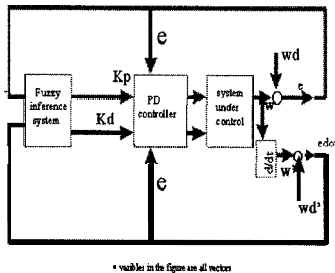 e
wd
Kp
Fuzzy
inference
system
PD
controller
system
under
control
w
e
Kd
d/dt
w'
edot
e
wd'
* varibles in the figure are all vectors